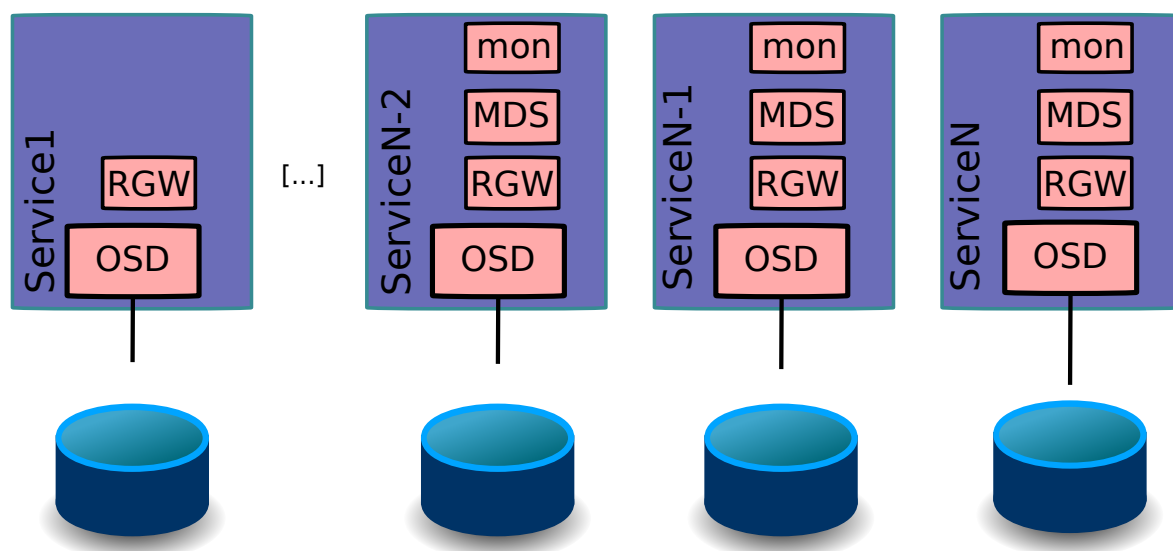 Service1
RGW
OSD
[...]
ServiceN-2
mon
MDS
RGW
OSD
ServiceN-1
mon
MDS
RGW
OSD
ServiceN
mon
MDS
RGW
OSD